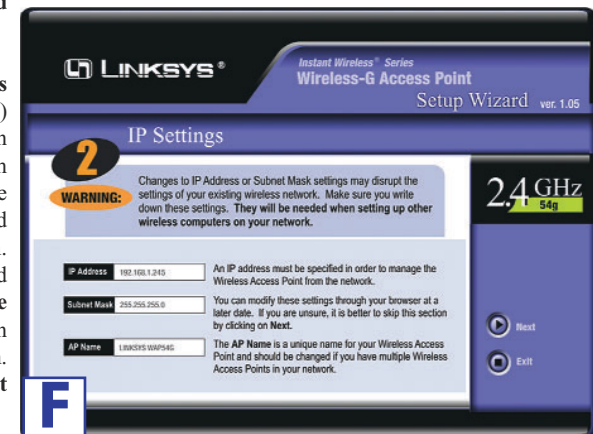 LINKSYS®
Instant Wireless® Series
Wireless-G Access Point
Setup Wizard ver. 1.05
IP Settings
2
WARNING:
Changes to IP Address or Subnet Mask settings may disrupt the
settings of your existing wireless network. Make sure you write
down these settings. They will be needed when setting up other
wireless computers on your network.
2.4 GHz
54g
IP Address 192.168.1.245
An IP address must be specified in order to manage the
Wireless Access Point from the network.
Subnet Mask 255.255.255.0
You can modify these settings through your browser at a
later date. If you are unsure, it is better to skip this section
by clicking on Next.
AP Name LINKSYS WAP54G
The AP Name is a unique name for your Wireless Access
Point and should be changed if you have multiple Wireless
Access Points in your network.
Next
Exit
F